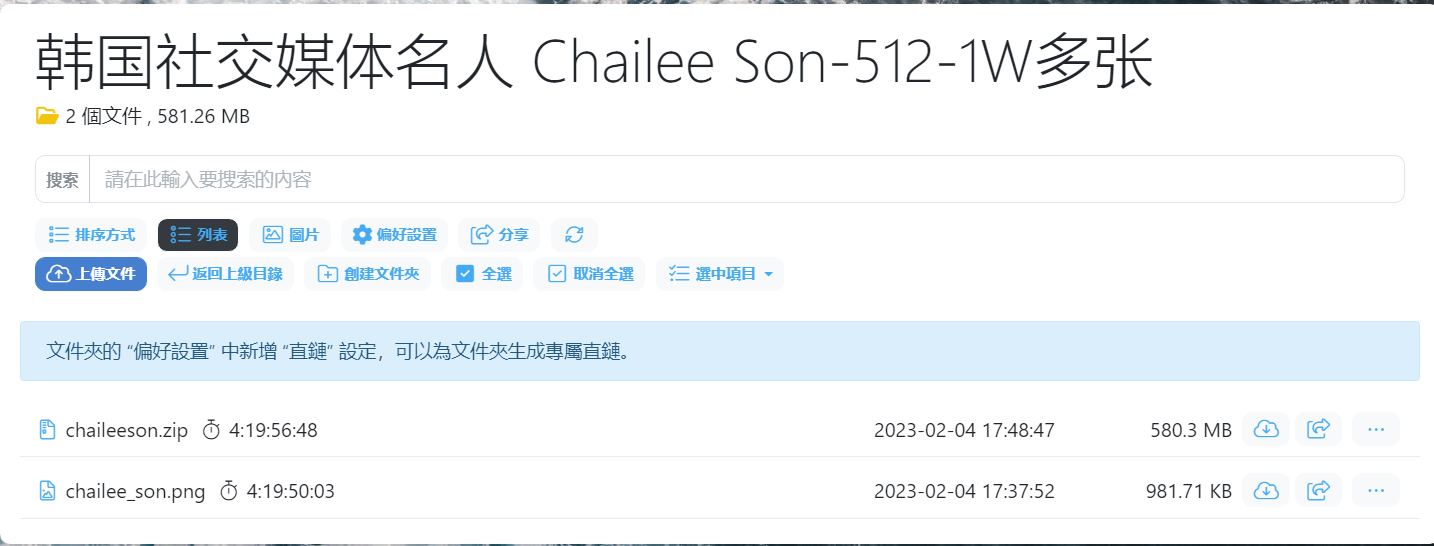 韩国社交媒体名人 Chailee Son-512-1W多张
2 個文件 , 581.26 MB
搜索 請在此輸入要搜索的内容
排序方式 列表 圖片 偏好設置 分享
上傳文件 返回上級目錄 創建文件夾 全選 取消全選 選中項目
文件夾的 “偏好設置” 中新增 “直鏈” 設定，可以為文件夾生成專屬直鏈。
chaileeson.zip 4:19:56:48 2023-02-04 17:48:47 580.3 MB
chailee_son.png 4:19:50:03 2023-02-04 17:37:52 981.71 KB